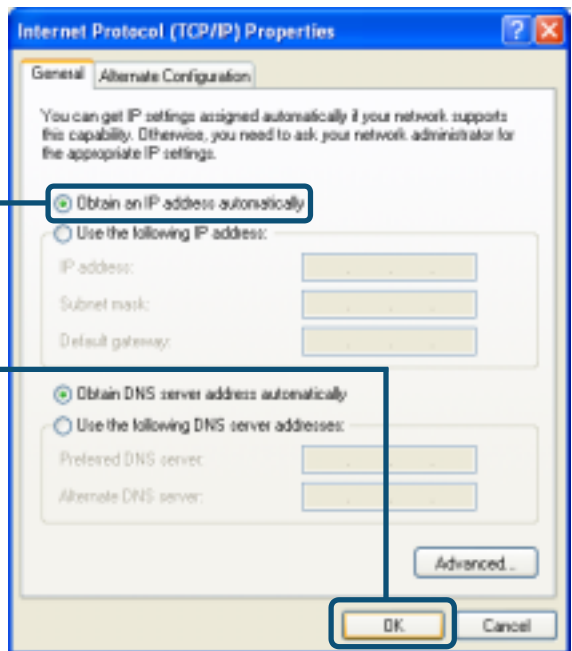 Internet Protocol (TCP/IP) Properties
General Alternate Configuration
You can get IP settings assigned automatically if your network supports
this capability. Otherwise, you need to ask your network administrator for
the appropriate IP settings.
Obtain an IP address automatically
Use the following IP address:
IP address:
Subnet mask:
Default gateway:
Obtain DNS server address automatically
Use the following DNS server addresses:
Preferred DNS server:
Alternate DNS server:
Advanced...
OK Cancel